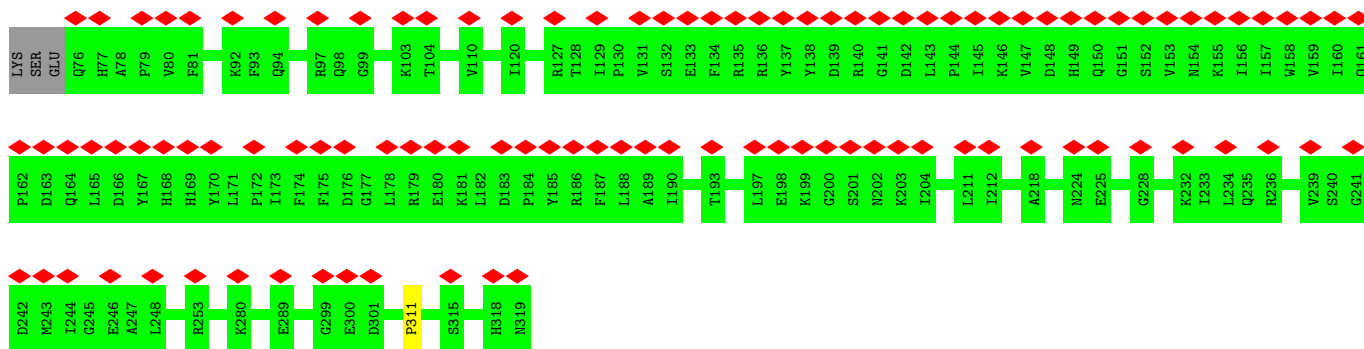 LYS SER GLU Q76 H77 A78 P79 V80 F81 K92 F93 Q94 R97 Q98 G99 K103 T104 V110 I120 R127 T128 I129 P130 V131 S132 E133 F134 R135 R136 Y137 Y138 D139 R140 G141 D142 L143 P144 I145 K146 V147 D148 H149 Q150 G151 S152 V153 N154 K155 I156 I157 W158 V159 I160 Q161
P162 D163 Q164 L165 D166 Y167 H168 H169 Y170 L171 P172 I173 F174 F175 D176 G177 L178 R179 E180 K181 L182 D183 P184 Y185 R186 F187 L188 A189 I190 T193 L197 E198 K199 G200 S201 N202 K203 I204 L211 I212 A218 N224 E225 G228 K232 I233 L234 Q235 R236 V239 S240 G241
D242 M243 I244 G245 E246 A247 L248 R253 K280 E289 G299 E300 D301 P311 S315 H318 N319